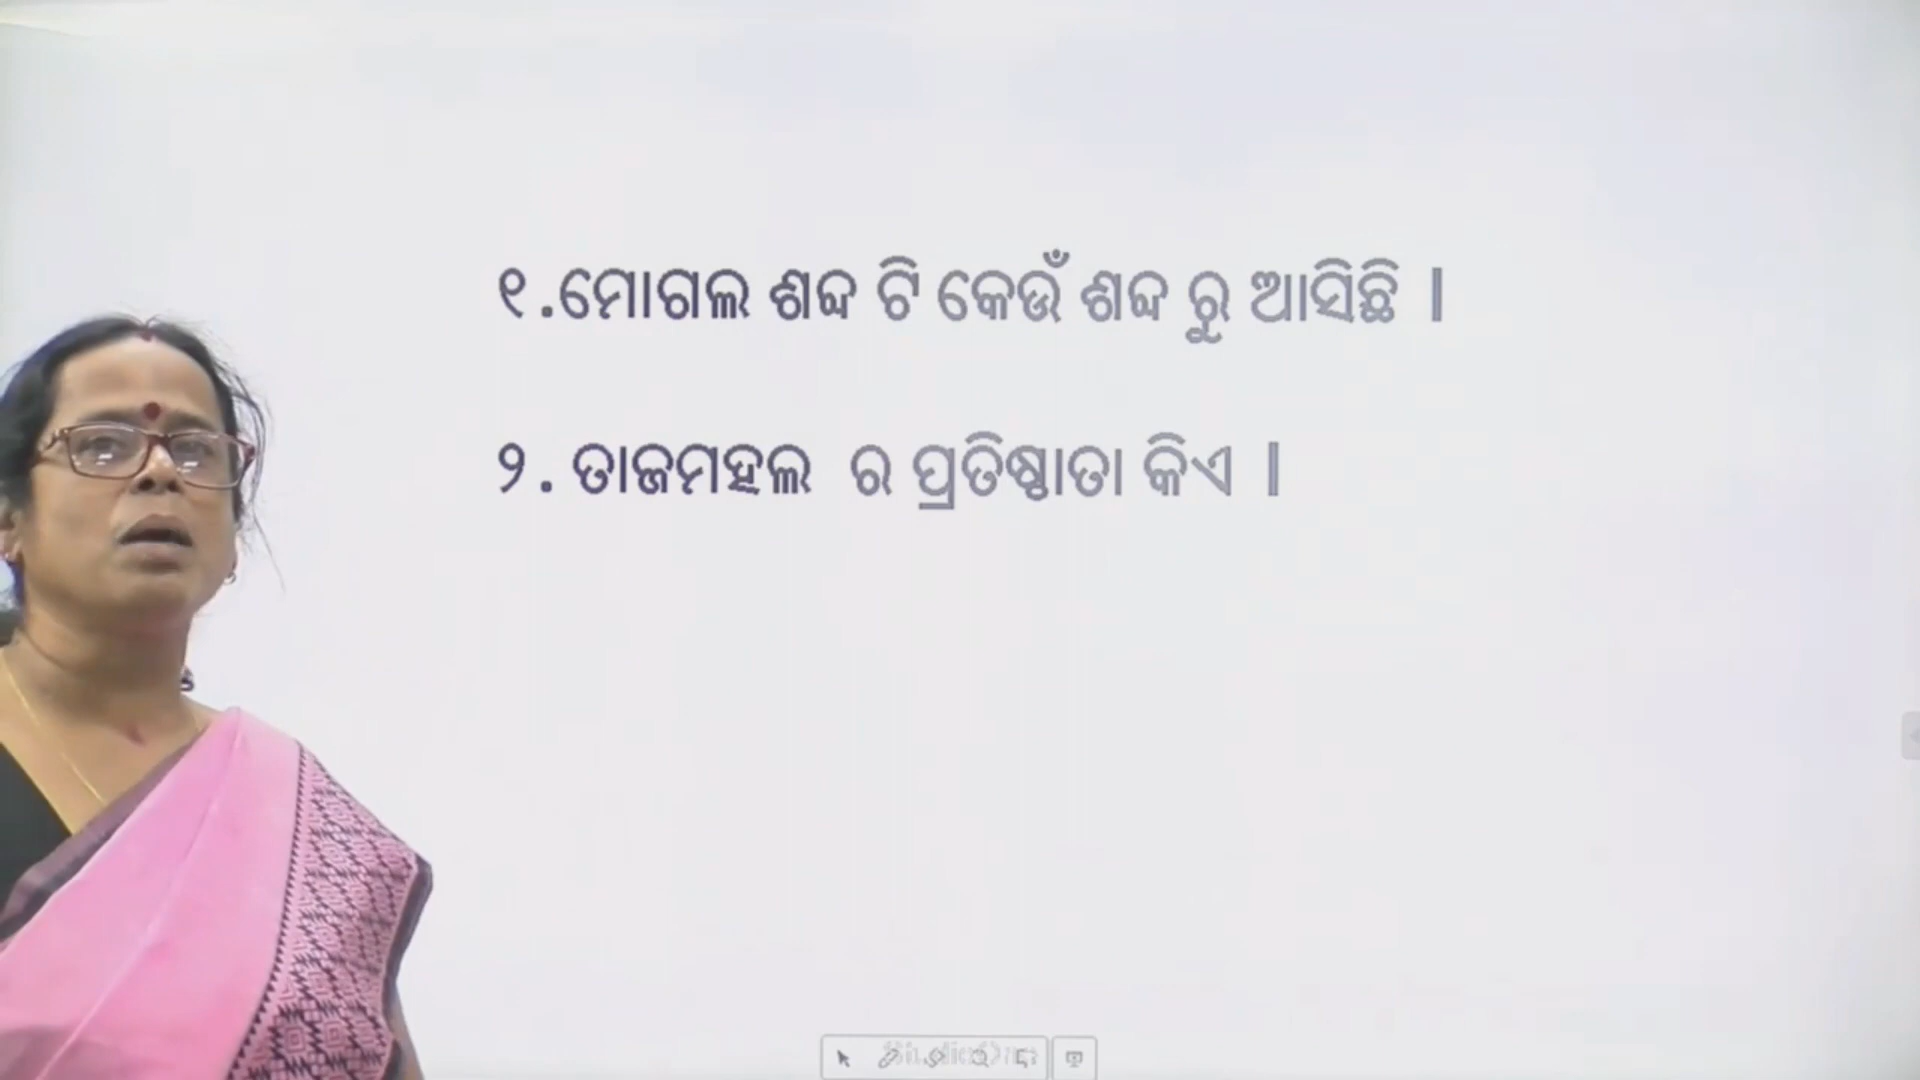 ୧.ମୋଗଲ ଶବ୍ଦ ଟି କେଉଁ ଶବ୍ଦ ରୁ ଆସିଛି ।
୨. ତାଜମହଲ ର ପ୍ରତିଷ୍ଠାତା କିଏ ।